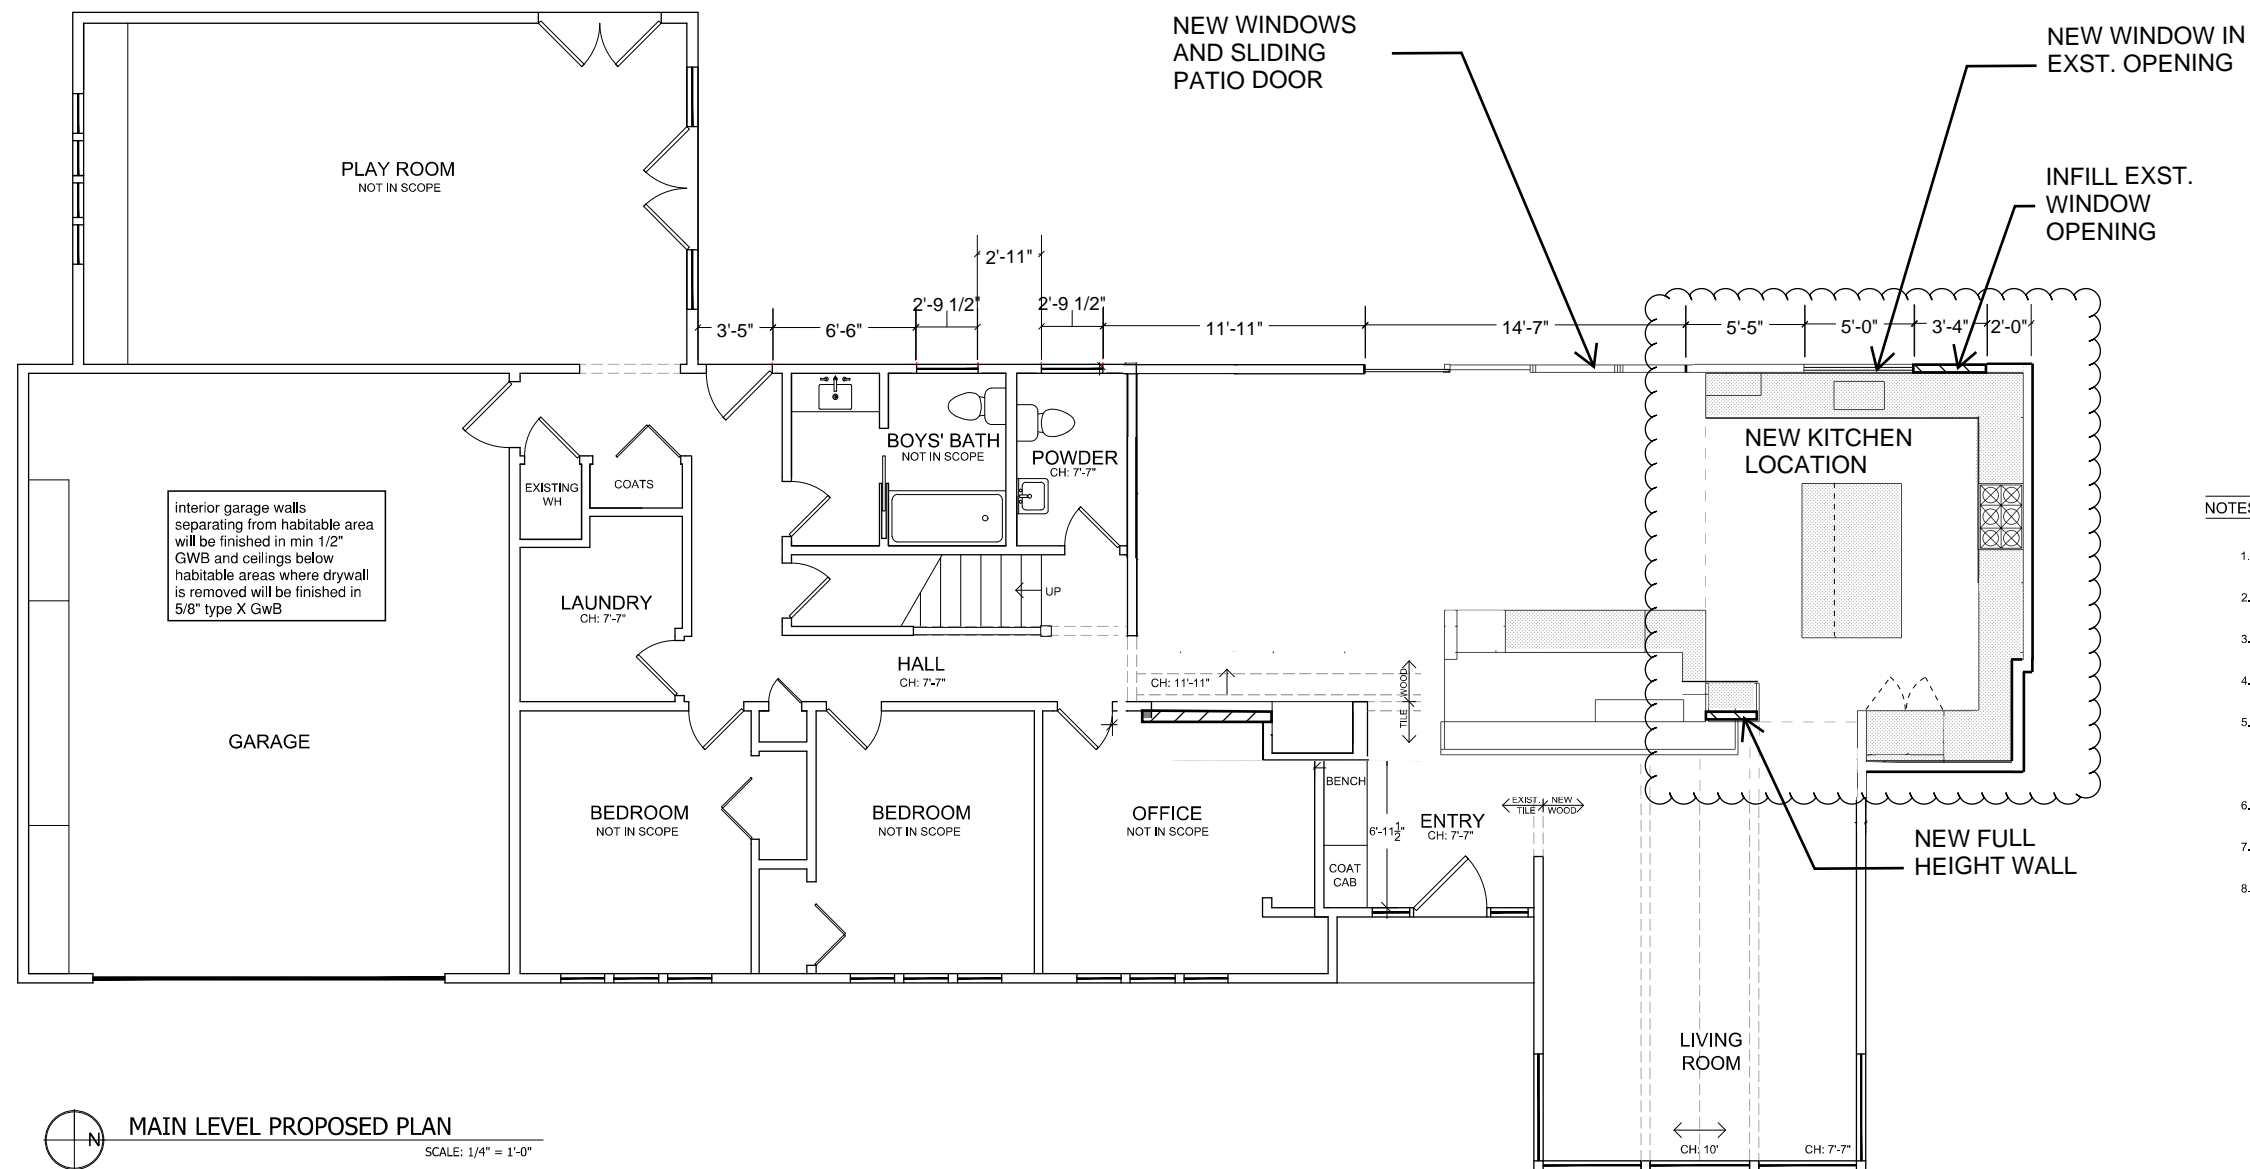 NEW WINDOWS
AND SLIDING
PATIO DOOR
NEW WINDOW IN
EXST. OPENING
INFILL EXST.
WINDOW
OPENING
PLAY ROOM
NOT IN SCOPE
2'-11"
2'-9 1/2"
2'-9 1/2"
3'-5"
6'-6"
11'-11"
14'-7"
5'-5"
5'-0"
3'-4"
2'-0"
BOYS' BATH
NOT IN SCOPE
POWDER
CH: 7'-7"
NEW KITCHEN
LOCATION
EXISTING
WH
COATS
interior garage walls
separating from habitable area
will be finished in min 1/2"
GWB and ceilings below
habitable areas where drywall
is removed will be finished in
5/8" type X GwB
NOTES
1.
2.
3.
4.
5.
6.
7.
8.
LAUNDRY
CH: 7'-7"
UP
HALL
CH: 7'-7"
CH: 11'-11"
WOOD
TILE
GARAGE
BENCH
BEDROOM
NOT IN SCOPE
BEDROOM
NOT IN SCOPE
OFFICE
NOT IN SCOPE
6'-11 1/2"
EXIST. NEW
TILE WOOD
ENTRY
CH: 7'-7"
COAT
CAB
NEW FULL
HEIGHT WALL
LIVING
ROOM
CH: 10'
CH: 7'-7"
N
MAIN LEVEL PROPOSED PLAN
SCALE: 1/4" = 1'-0"